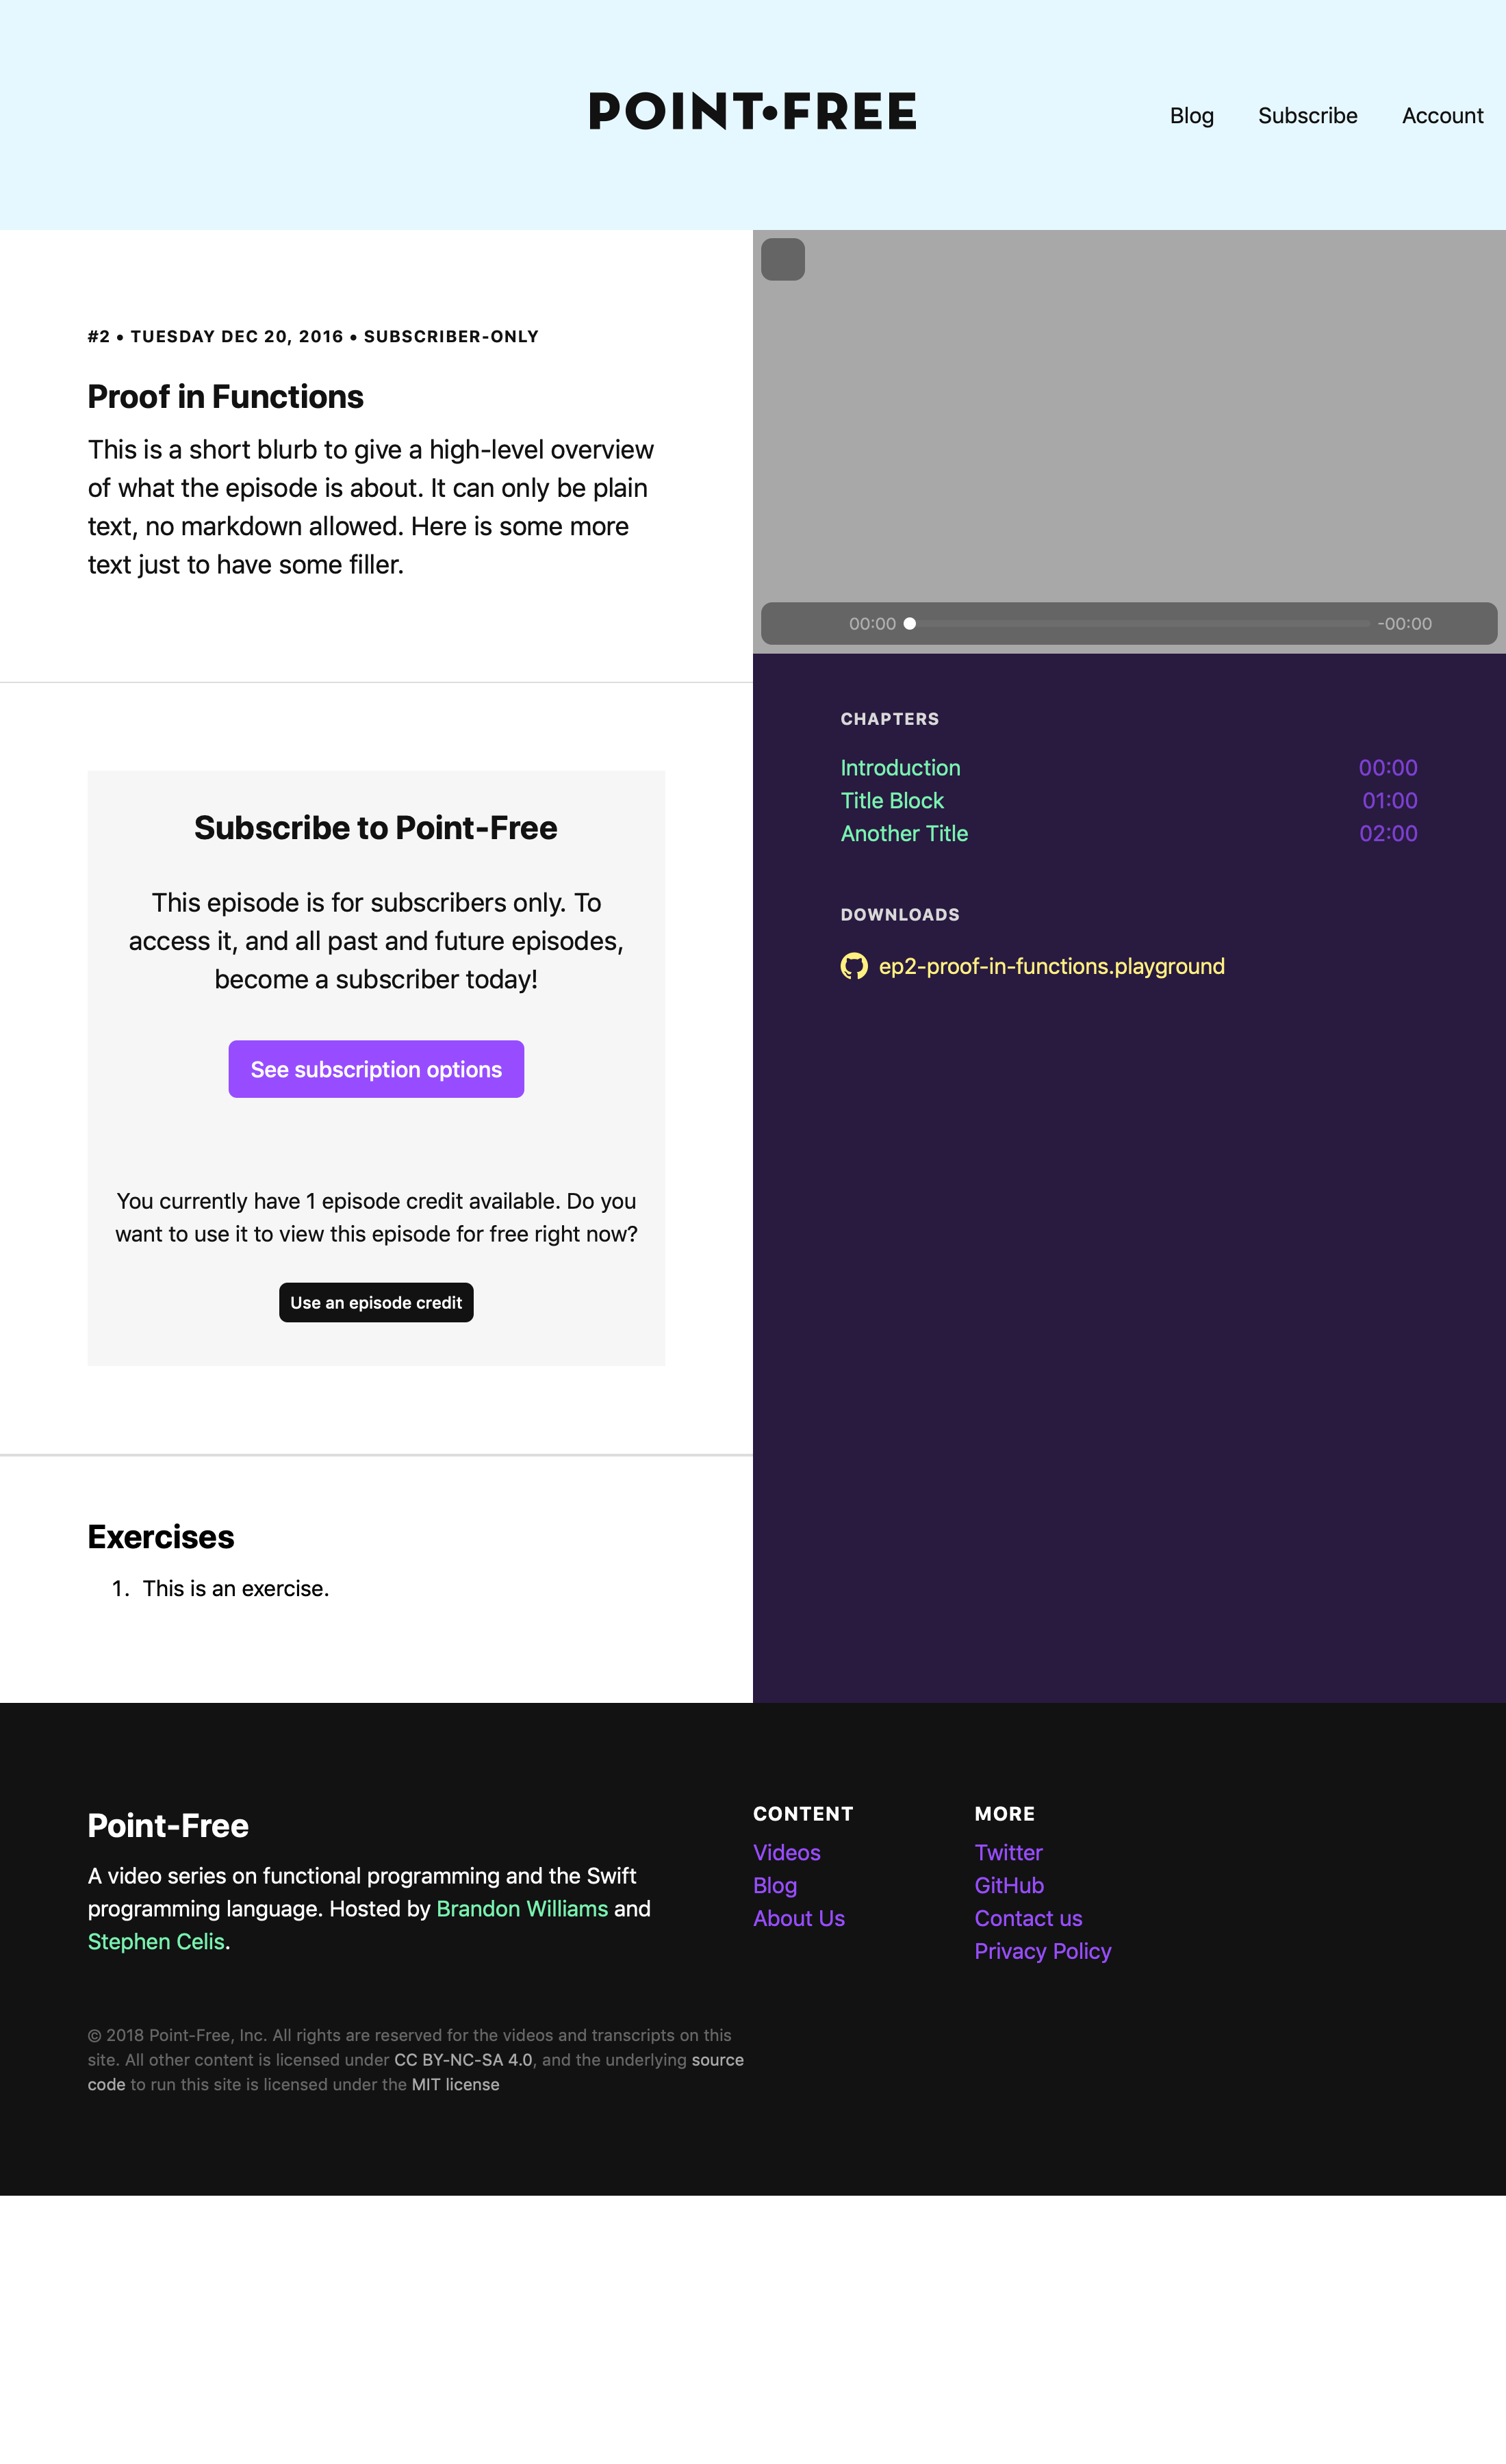 POINT•FREE
Blog Subscribe Account
#2 • TUESDAY DEC 20, 2016 • SUBSCRIBER-ONLY
Proof in Functions
This is a short blurb to give a high-level overview
of what the episode is about. It can only be plain
text, no markdown allowed. Here is some more
text just to have some filler.
Subscribe to Point-Free
This episode is for subscribers only. To
access it, and all past and future episodes,
become a subscriber today!
See subscription options
You currently have 1 episode credit available. Do you
want to use it to view this episode for free right now?
Use an episode credit
Exercises
1. This is an exercise.
00:00 -00:00
CHAPTERS
Introduction 00:00
Title Block 01:00
Another Title 02:00
DOWNLOADS
ep2-proof-in-functions.playground
Point-Free
A video series on functional programming and the Swift
programming language. Hosted by Brandon Williams and
Stephen Celis.
CONTENT
Videos
Blog
About Us
MORE
Twitter
GitHub
Contact us
Privacy Policy
© 2018 Point-Free, Inc. All rights are reserved for the videos and transcripts on this
site. All other content is licensed under CC BY-NC-SA 4.0, and the underlying source
code to run this site is licensed under the MIT license